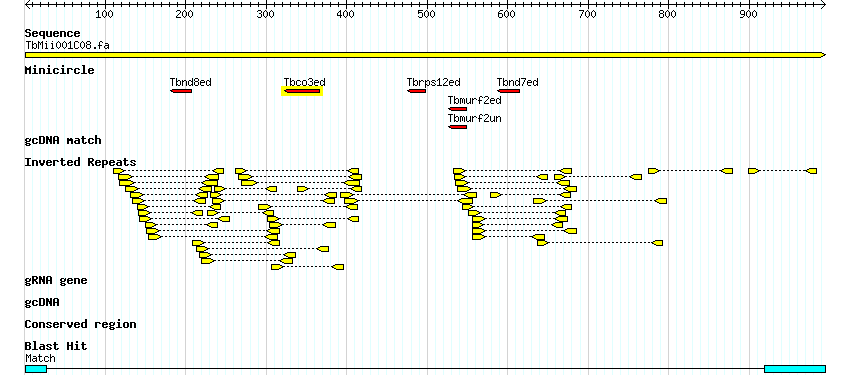 100 200 300 400 500 600 700 800 900
Sequence
TbMii001C08.fa
Minicircle
Tbnd8ed Tbco3ed Tbrps12ed Tbnd7ed
Tbmurf2ed
Tbmurf2un
gcDNA match
Inverted Repeats
gRNA gene
gcDNA
Conserved region
Blast Hit
Match